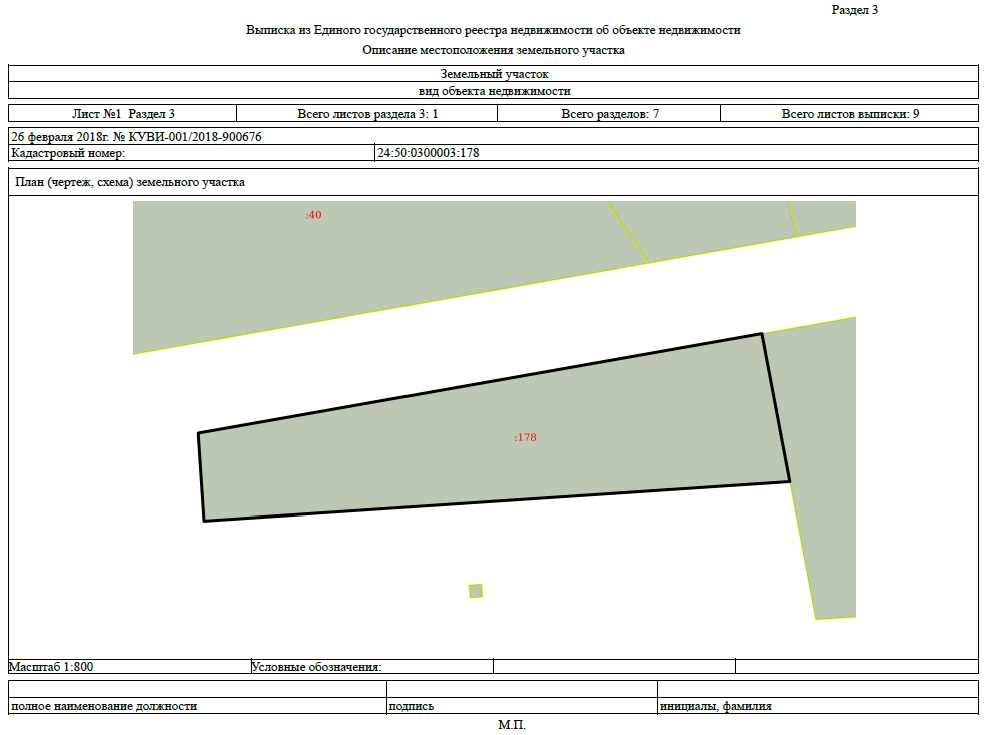 Раздел 3
Выписка из Единого государственного реестра недвижимости об объекте недвижимости
Описание местоположения земельного участка
Земельный участок
вид объекта недвижимости
Лист №1 Раздел 3 Всего листов раздела 3: 1 Всего разделов: 7 Всего листов выписки: 9
26 февраля 2018г. № КУВИ-001/2018-900676
Кадастровый номер: 24:50:0300003:178
План (чертеж, схема) земельного участка
:40
:178
Масштаб 1:800 Условные обозначения:
полное наименование должности подпись инициалы, фамилия
М.П.